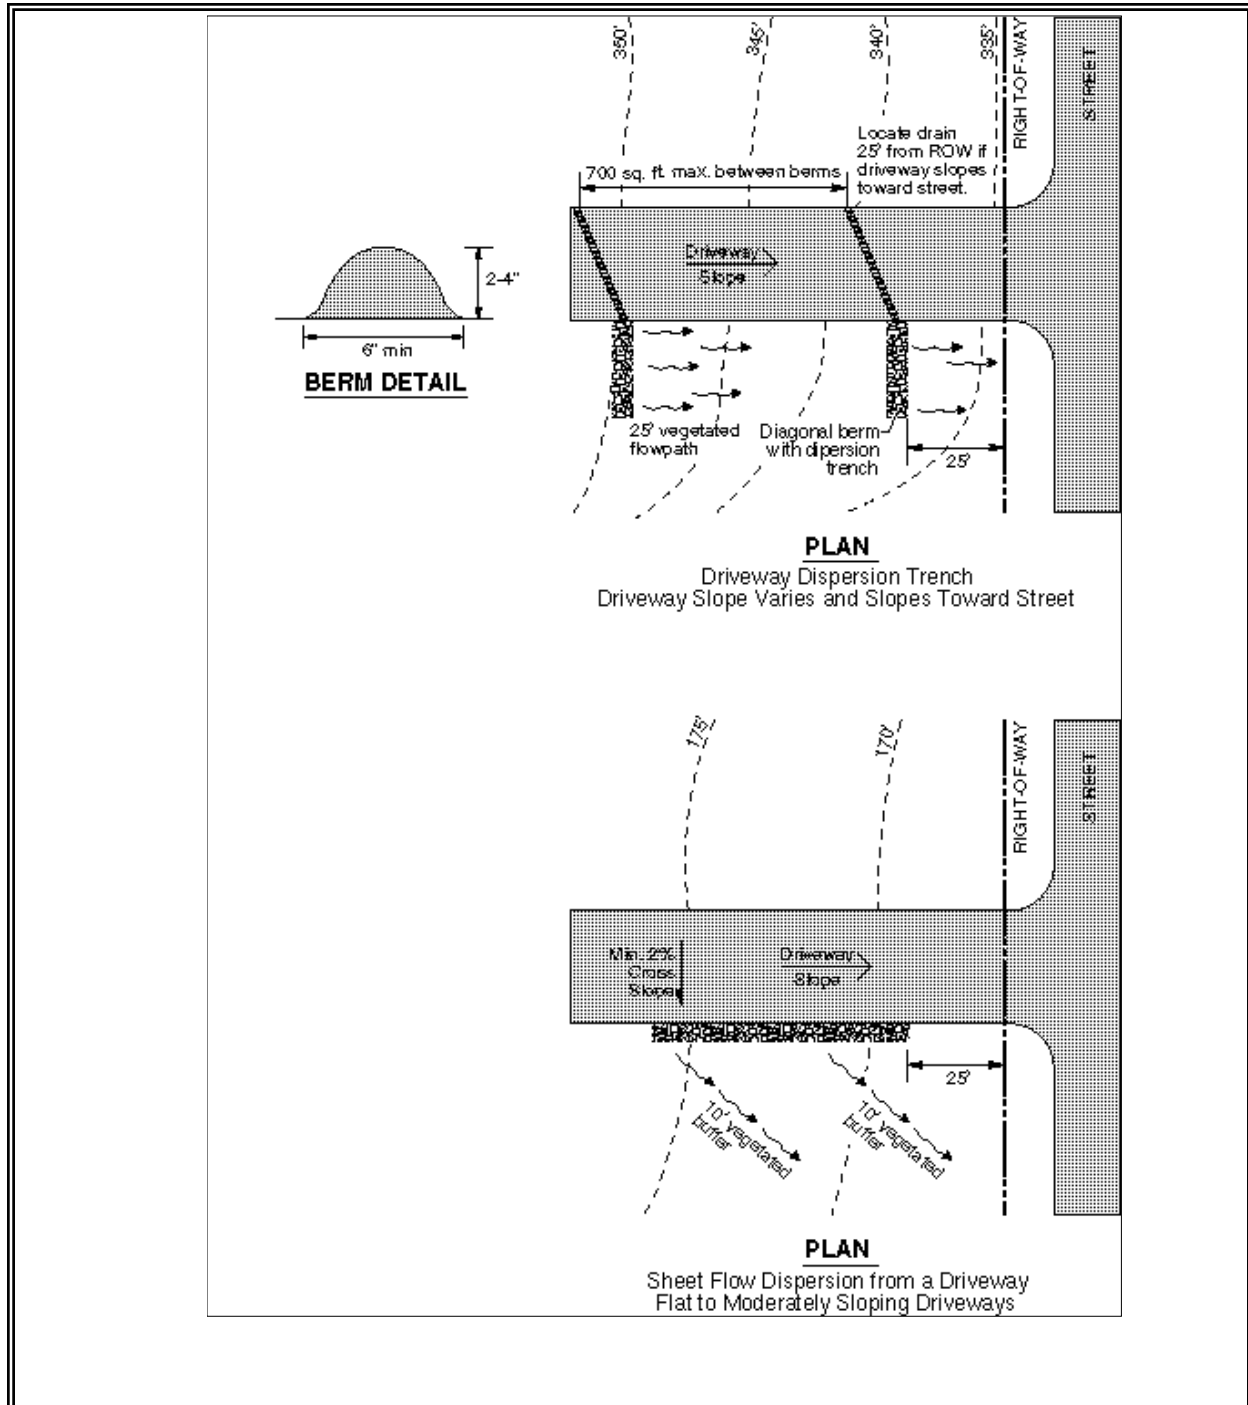 350'
345'
340'
335'
RIGHT-OF-WAY
STREET
Locate drain
25' from ROW if
driveway slopes
toward street.
700 sq. ft. max. between berms
Driveway
Slope
2-4"
6" min
BERM DETAIL
25' vegetated
flowpath
Diagonal berm
with dipersion
trench
25'
PLAN
Driveway Dispersion Trench
Driveway Slope Varies and Slopes Toward Street
175'
170'
RIGHT-OF-WAY
STREET
Min. 2%
Cross
Slope
Driveway
Slope
25'
10' vegetated
buffer
10' vegetated
buffer
PLAN
Sheet Flow Dispersion from a Driveway
Flat to Moderately Sloping Driveways